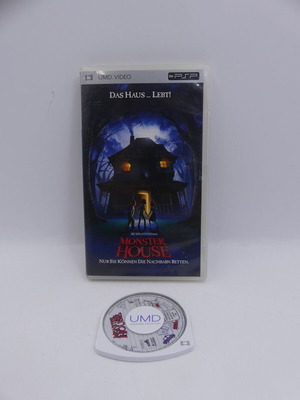 UMD VIDEO
PSP
DAS HAUS ... LEBT!
MONSTER
HOUSE
NUR SIE KÖNNEN DIE NACHBARN RETTEN.
UMD